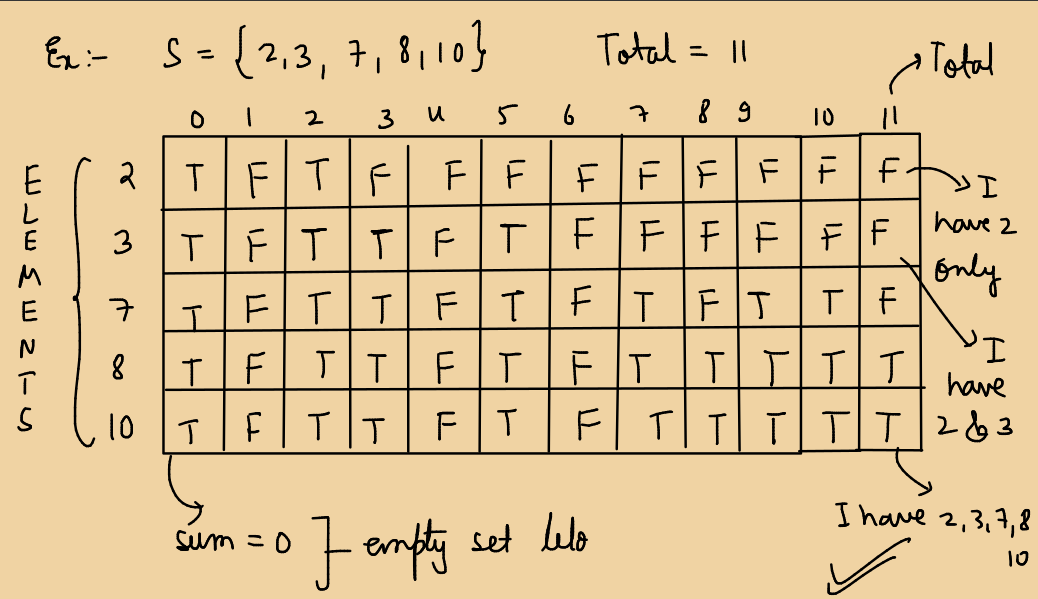 Ex:- S = {2,3, 7, 8, 10} Total = 11
Total
0 1 2 3 4 5 6 7 8 9 10 11
ELEMENTS
2 T F T F F F F F F F F F
3 T F T T F T F F F F F F
7 T F T T F T F T F T T F
8 T F T T F T F T T T T T
10 T F T T F T F T T T T T
I
have 2
only
I
have
2 & 3
sum = 0 ] empty set lelo
I have 2,3,7,8
10